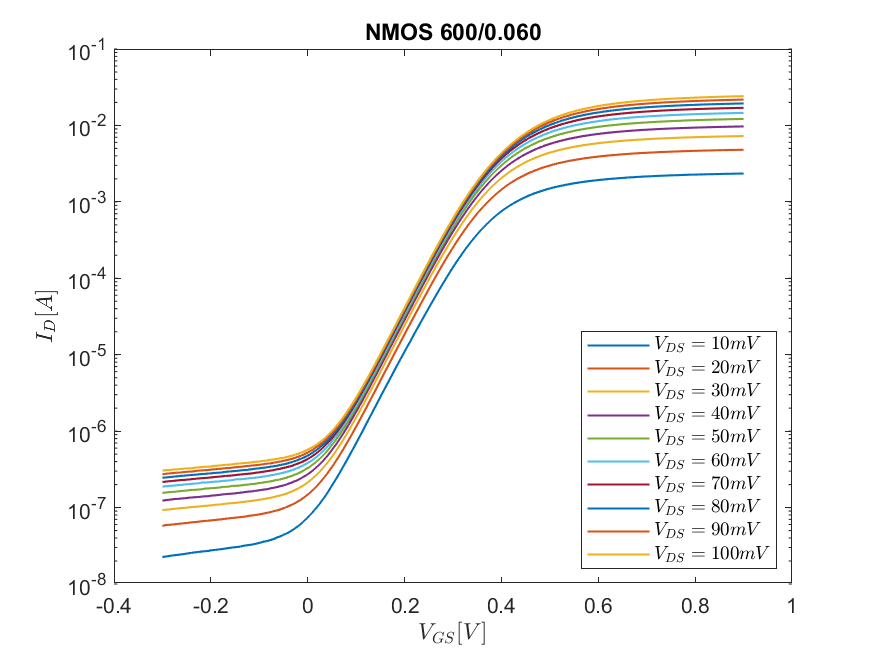 NMOS 600/0.060
10^-1
10^-2
10^-3
10^-4
10^-5
10^-6
10^-7
10^-8
I_D[A]
V_DS = 10mV
V_DS = 20mV
V_DS = 30mV
V_DS = 40mV
V_DS = 50mV
V_DS = 60mV
V_DS = 70mV
V_DS = 80mV
V_DS = 90mV
V_DS = 100mV
-0.4 -0.2 0 0.2 0.4 0.6 0.8 1
V_GS[V]